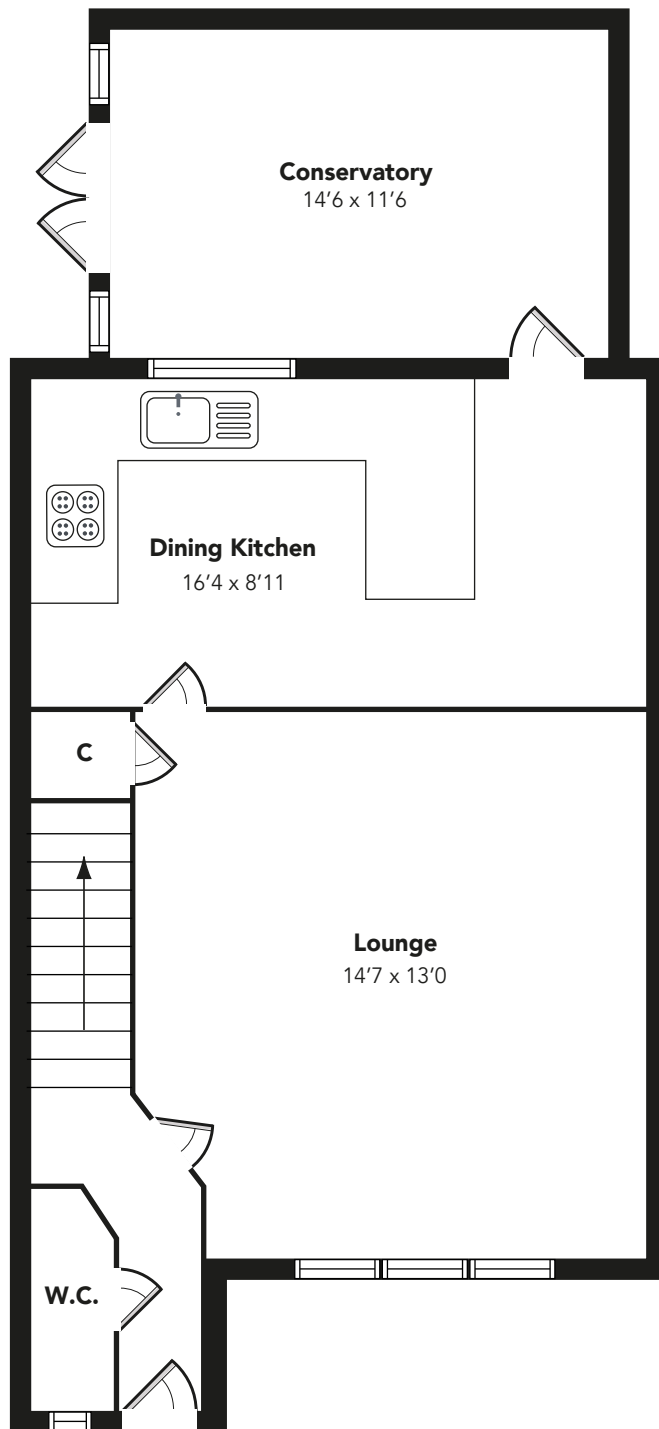 Conservatory
14’6 x 11’6
Dining Kitchen
16’4 x 8’11
C
Lounge
14’7 x 13’0
W.C.